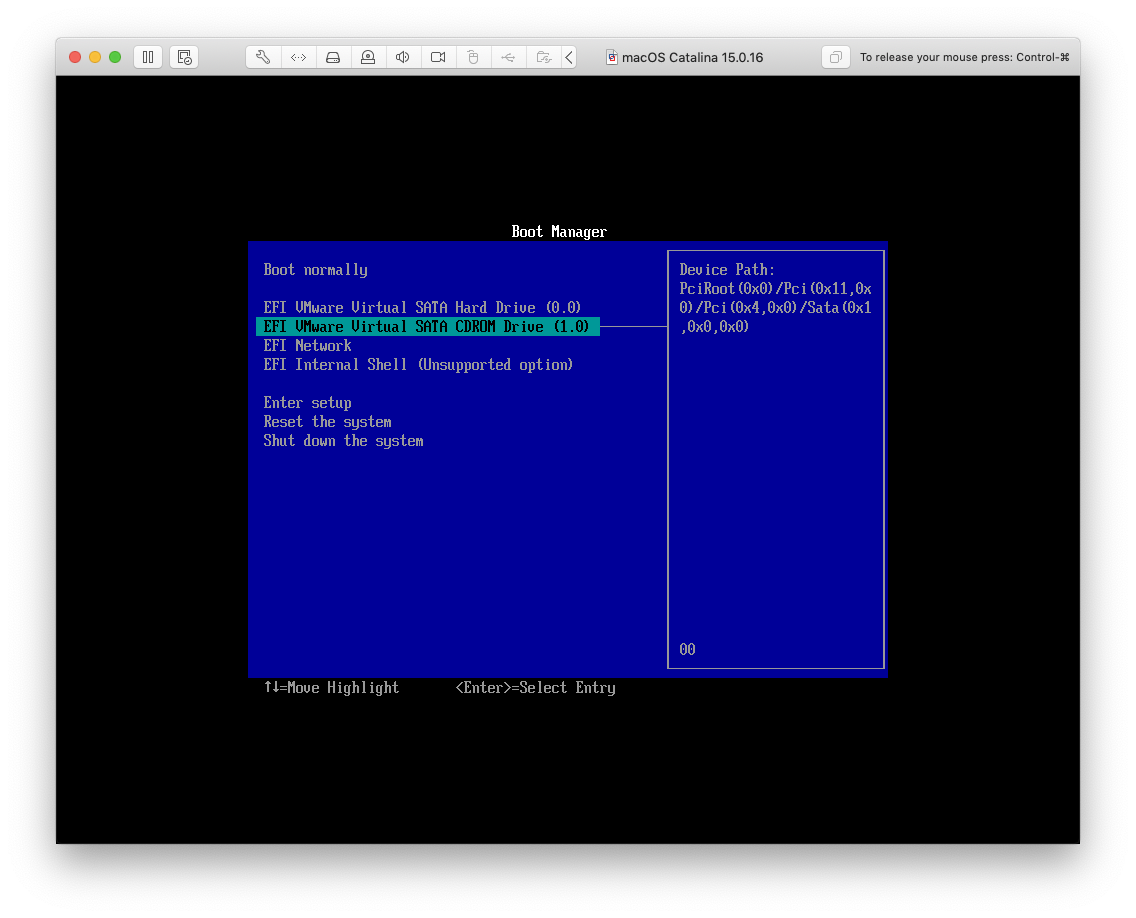 macOS Catalina 15.0.16
To release your mouse press: Control-⌘
Boot Manager
Boot normally
EFI VMware Virtual SATA Hard Drive (0.0)
EFI VMware Virtual SATA CDROM Drive (1.0)
EFI Network
EFI Internal Shell (Unsupported option)
Enter setup
Reset the system
Shut down the system
Device Path:
PciRoot(0x0)/Pci(0x11,0x
0)/Pci(0x4,0x0)/Sata(0x1
,0x0,0x0)
00
↑↓=Move Highlight
<Enter>=Select Entry